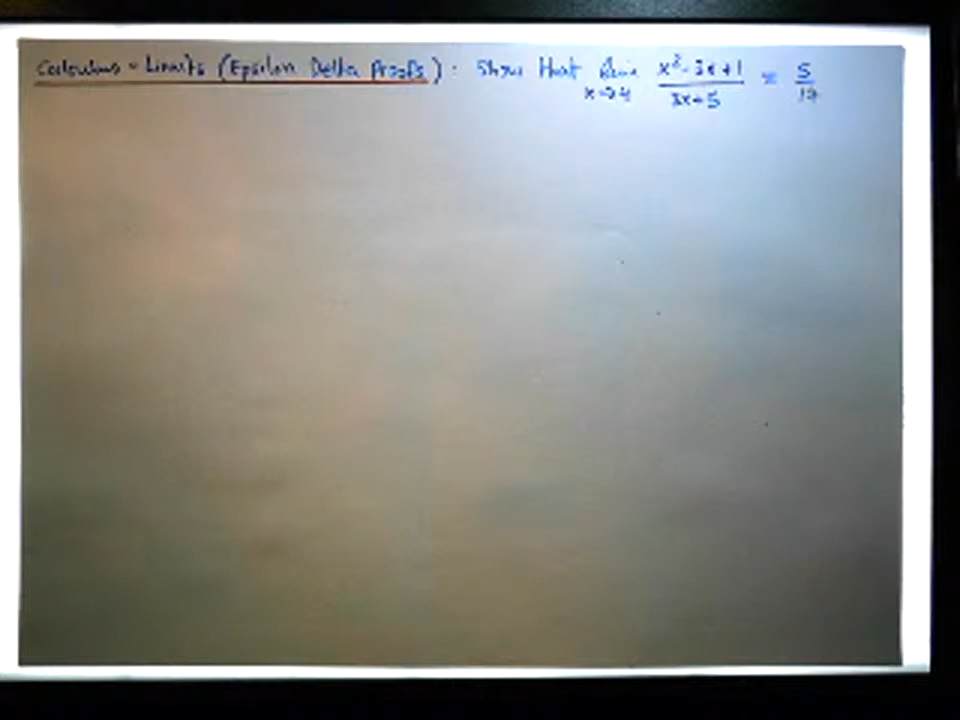 Calculus - Limits (Epsilon Delta Proofs). Show that lim x→4 x² - 3x + 1 / 3x + 5 = 5 / 17